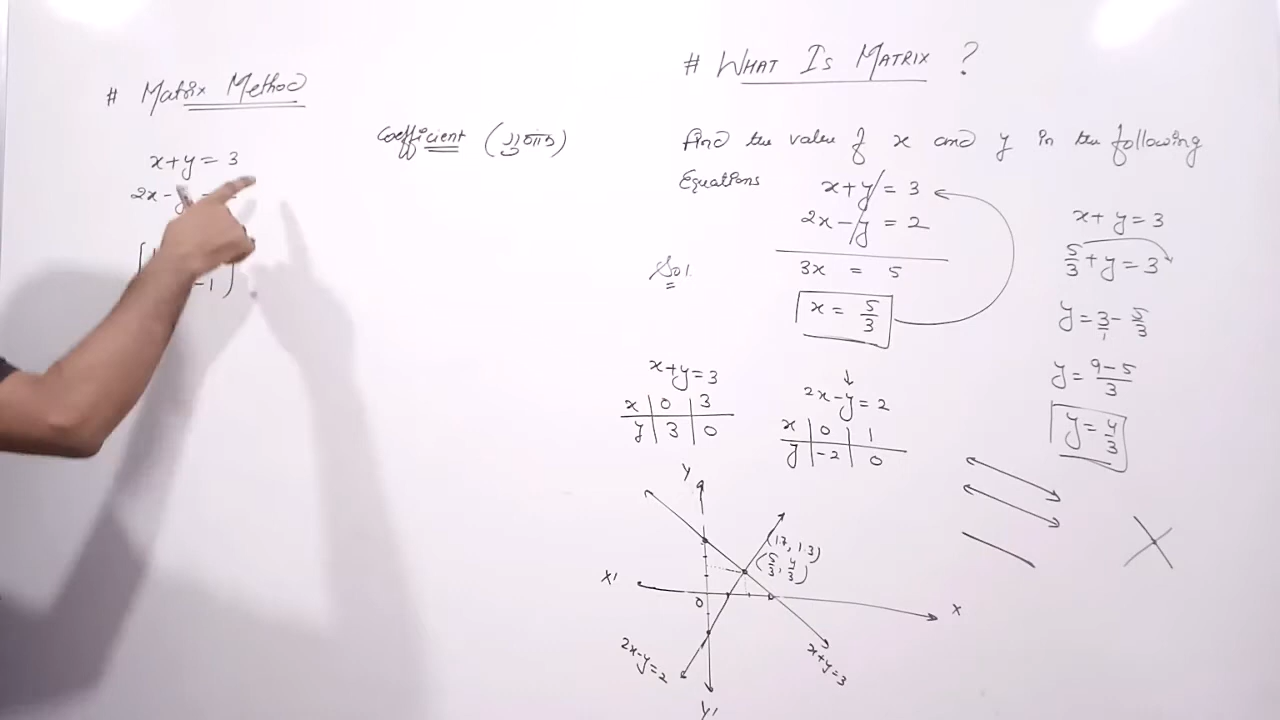 # Matrix Method
x+y = 3
2x-y
-1
Coefficient (गुणांक)
# WHAT IS MATRIX ?
Find the value of x and y in the following
Equations
x+y = 3
2x-y = 2
3x = 5
Sol.
x = 5/3
x+y=3
5/3+y=3
y=3/1-5/3
y=9-5/3
y=4/3
x+y=3
x 0 3
y 3 0
2x-y=2
x 0 1
y -2 0
Y
(1.7, 1.3)
(5/3, 4/3)
X'
0
X
2x-y=2
x+y=3
Y'